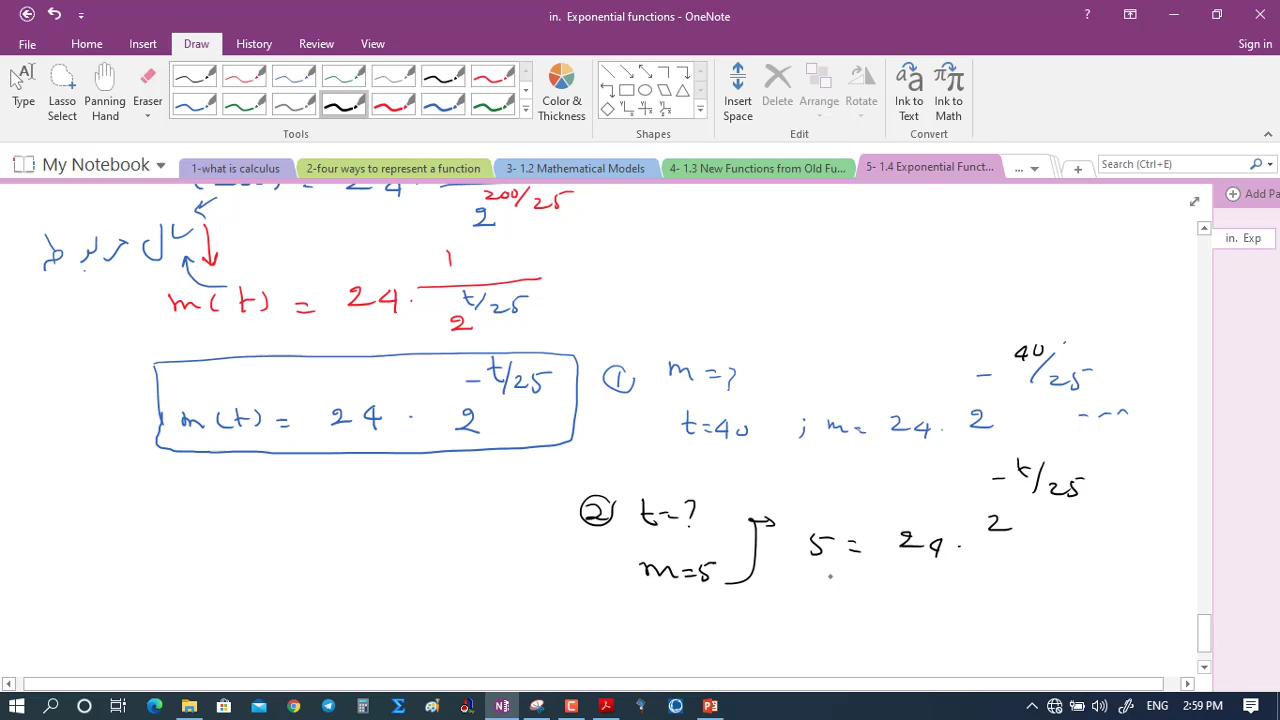 in. Exponential functions - OneNote
File Home Insert Draw History Review View Sign in
Type Lasso Select Panning Hand Eraser Color & Thickness Insert Space Delete Arrange Rotate Ink to Text Ink to Math
Tools Shapes Edit Convert
My Notebook 1-what is calculus 2-four ways to represent a function 3- 1.2 Mathematical Models 4- 1.3 New Functions from Old Fu... 5- 1.4 Exponential Funct... ... Search (Ctrl+E)
Add Pa
in. Exp
2^{200/25}
m(t) = 24 · 1 / 2^{t/25}
m(t) = 24 · 2^{-t/25}
① m = ?
t=40 ; m = 24 · 2^{-40/25} ---
② t=?
m=5
5 = 24 · 2^{-t/25}
ENG 2:59 PM